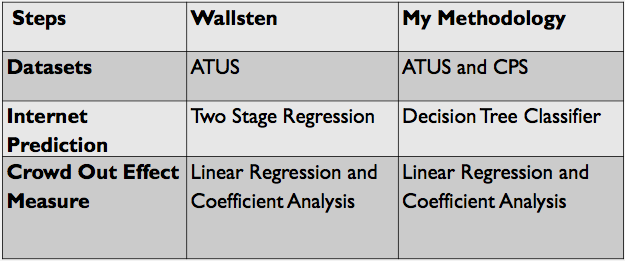 Steps Wallsten My Methodology
Datasets ATUS ATUS and CPS
Internet Two Stage Regression Decision Tree Classifier
Prediction
Crowd Out Effect Linear Regression and Linear Regression and
Measure Coefficient Analysis Coefficient Analysis